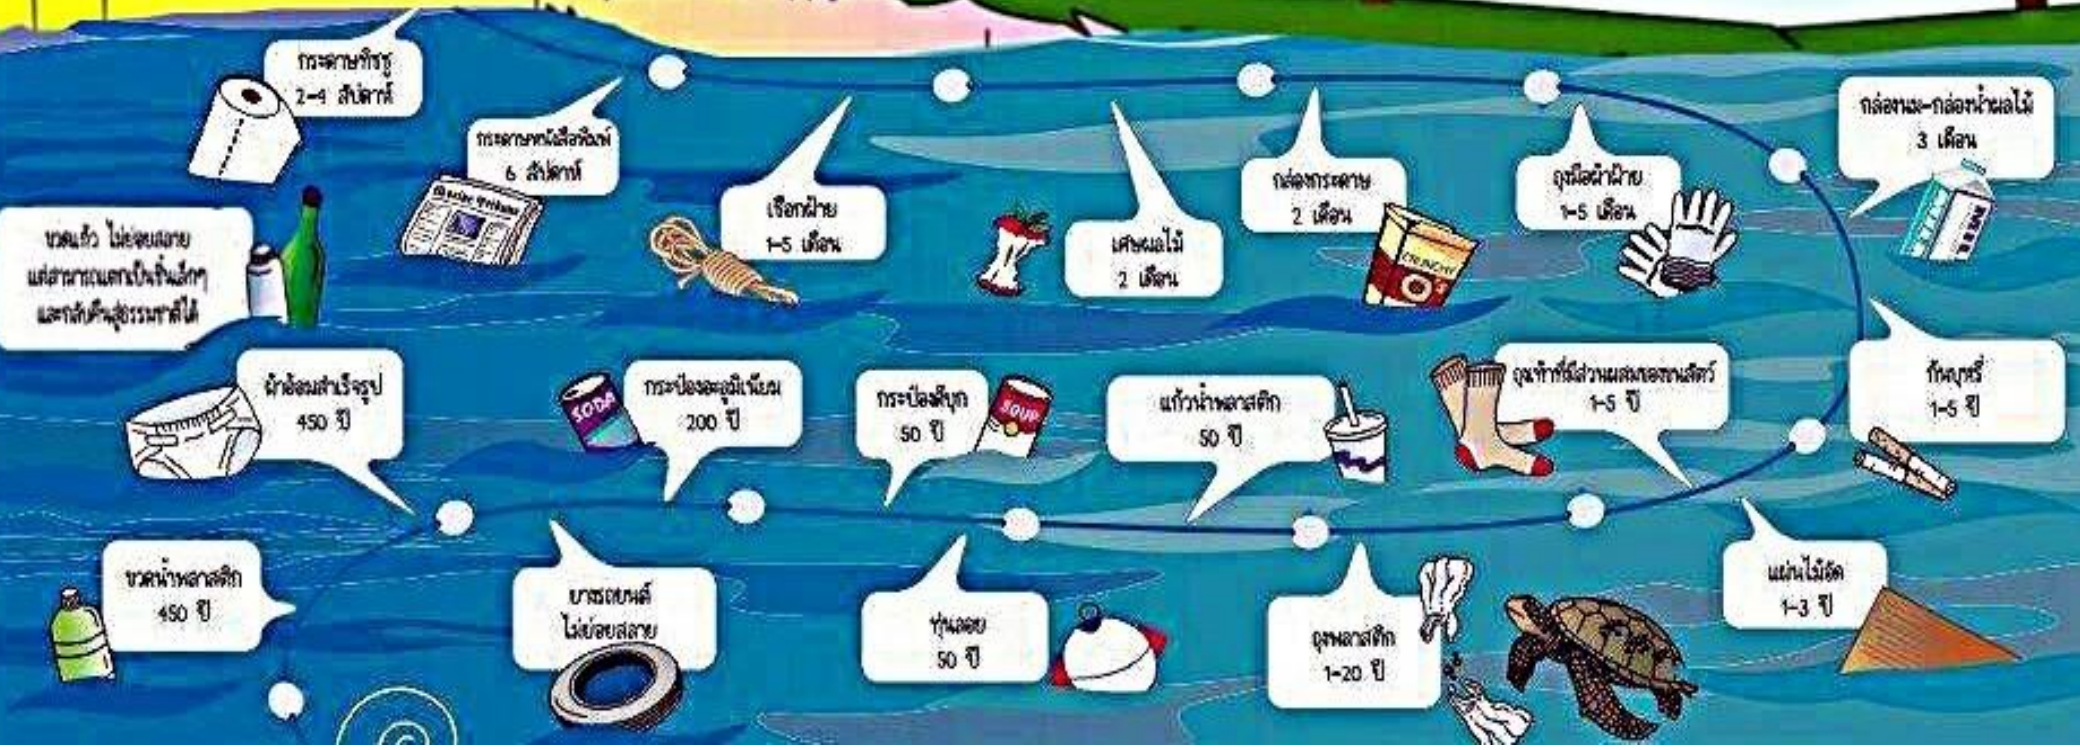 กระดาษทิชชู
2-4 สัปดาห์
กระดาษหนังสือพิมพ์
6 สัปดาห์
เชือกฝ้าย
1-5 เดือน
เศษผลไม้
2 เดือน
กล่องกระดาษ
2 เดือน
ถุงมือผ้าฝ้าย
1-5 เดือน
กล่องนม-กล่องน้ำผลไม้
3 เดือน
MILK
ก้นบุหรี่
1-5 ปี
แผ่นไม้อัด
1-3 ปี
ถุงเท้าที่มีส่วนผสมของขนสัตว์
1-5 ปี
ถุงพลาสติก
1-20 ปี
แก้วน้ำพลาสติก
50 ปี
ทุ่นลอย
50 ปี
กระป๋องดีบุก
50 ปี
SOUP
กระป๋องอะลูมิเนียม
200 ปี
SODA
ยางรถยนต์
ไม่ย่อยสลาย
ผ้าอ้อมสำเร็จรูป
450 ปี
ขวดน้ำพลาสติก
450 ปี
ขวดแก้ว ไม่ย่อยสลาย
แต่สามารถแตกเป็นชิ้นเล็กๆ
และกลับคืนสู่ธรรมชาติได้